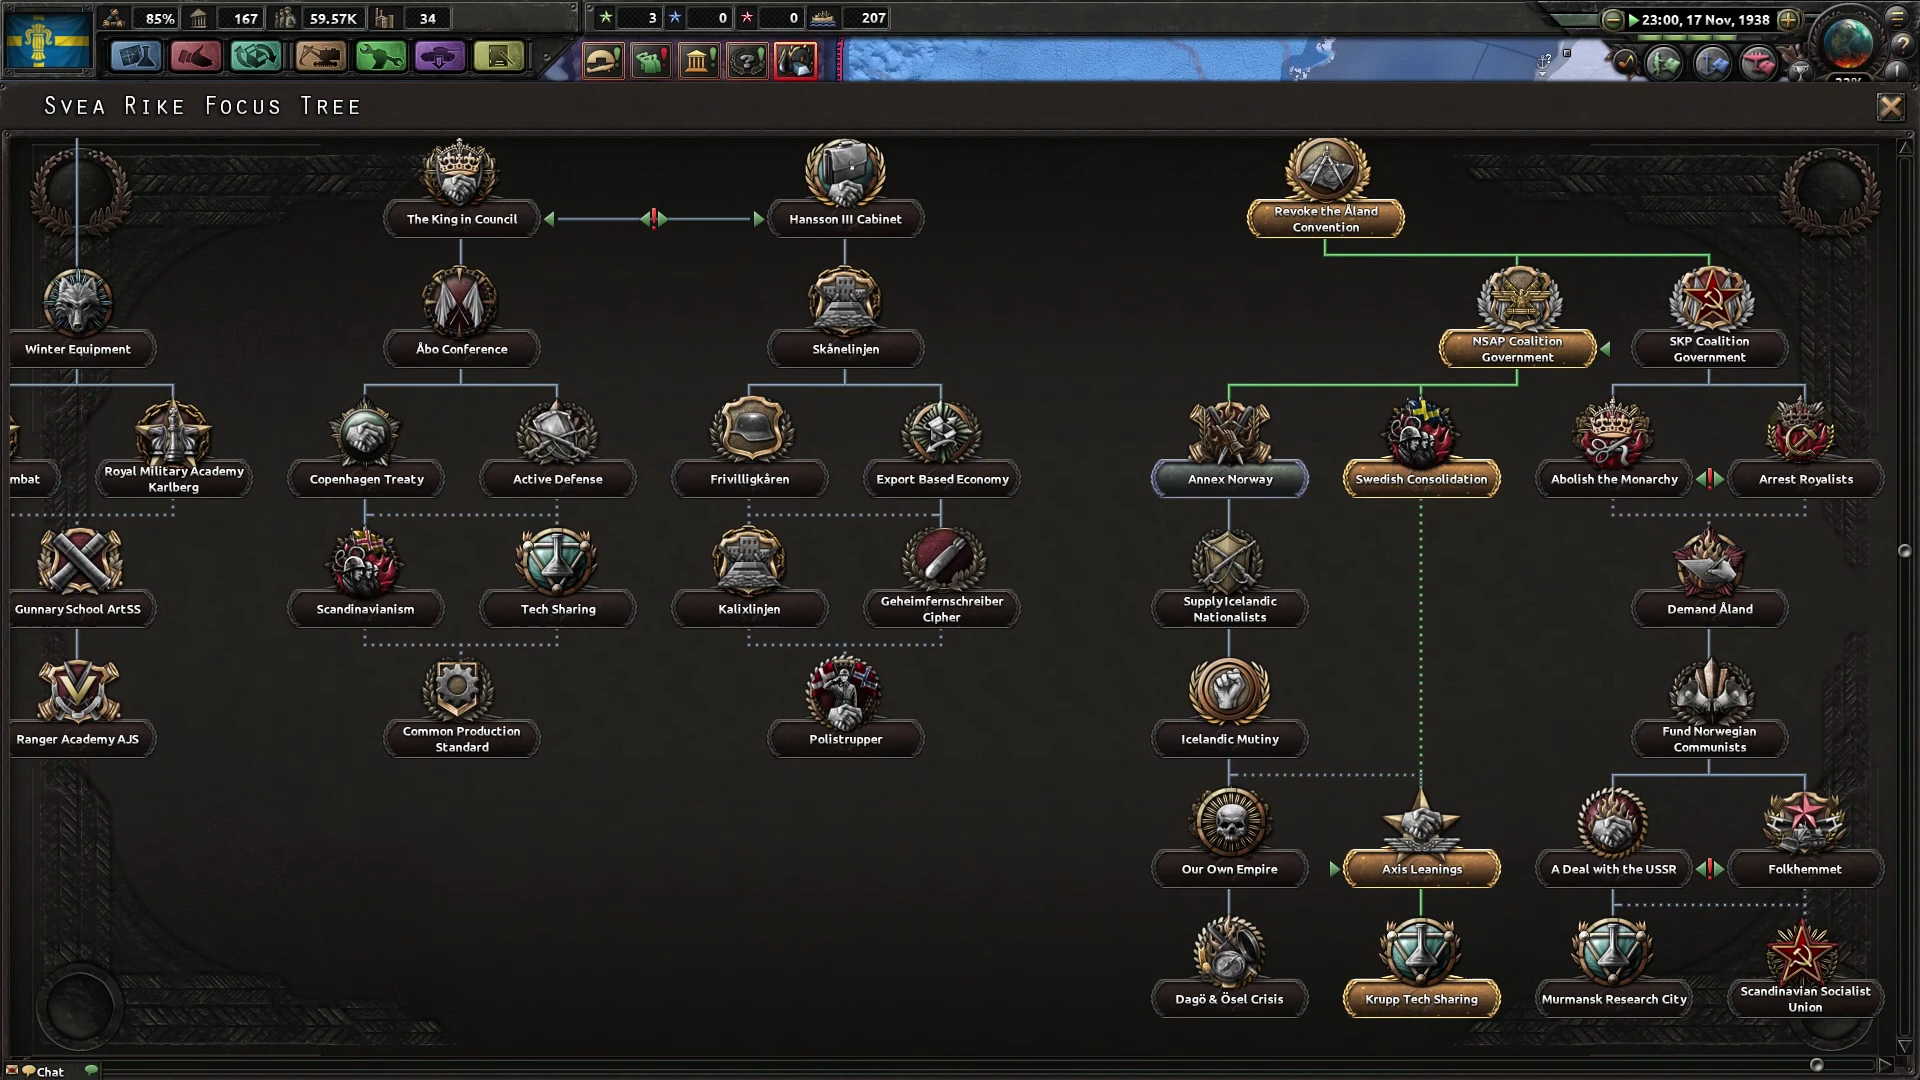 85%
167
59.57K
34
3
0
0
207
23:00, 17 Nov, 1938
Svea Rike Focus Tree
The King in Council
Hansson III Cabinet
Revoke the Åland
Convention
Winter Equipment
Åbo Conference
Skånelinjen
NSAP Coalition
Government
SKP Coalition
Government
mbat
Royal Military Academy
Karlberg
Copenhagen Treaty
Active Defense
Frivilligkåren
Export Based Economy
Annex Norway
Swedish Consolidation
Abolish the Monarchy
Arrest Royalists
Gunnary School ArtSS
Scandinavianism
Tech Sharing
Kalixlinjen
Geheimfernschreiber
Cipher
Supply Icelandic
Nationalists
Demand Åland
Ranger Academy AJS
Common Production
Standard
Polistrupper
Icelandic Mutiny
Fund Norwegian
Communists
Our Own Empire
Axis Leanings
A Deal with the USSR
Folkhemmet
Dagö & Ösel Crisis
Krupp Tech Sharing
Murmansk Research City
Scandinavian Socialist
Union
Chat